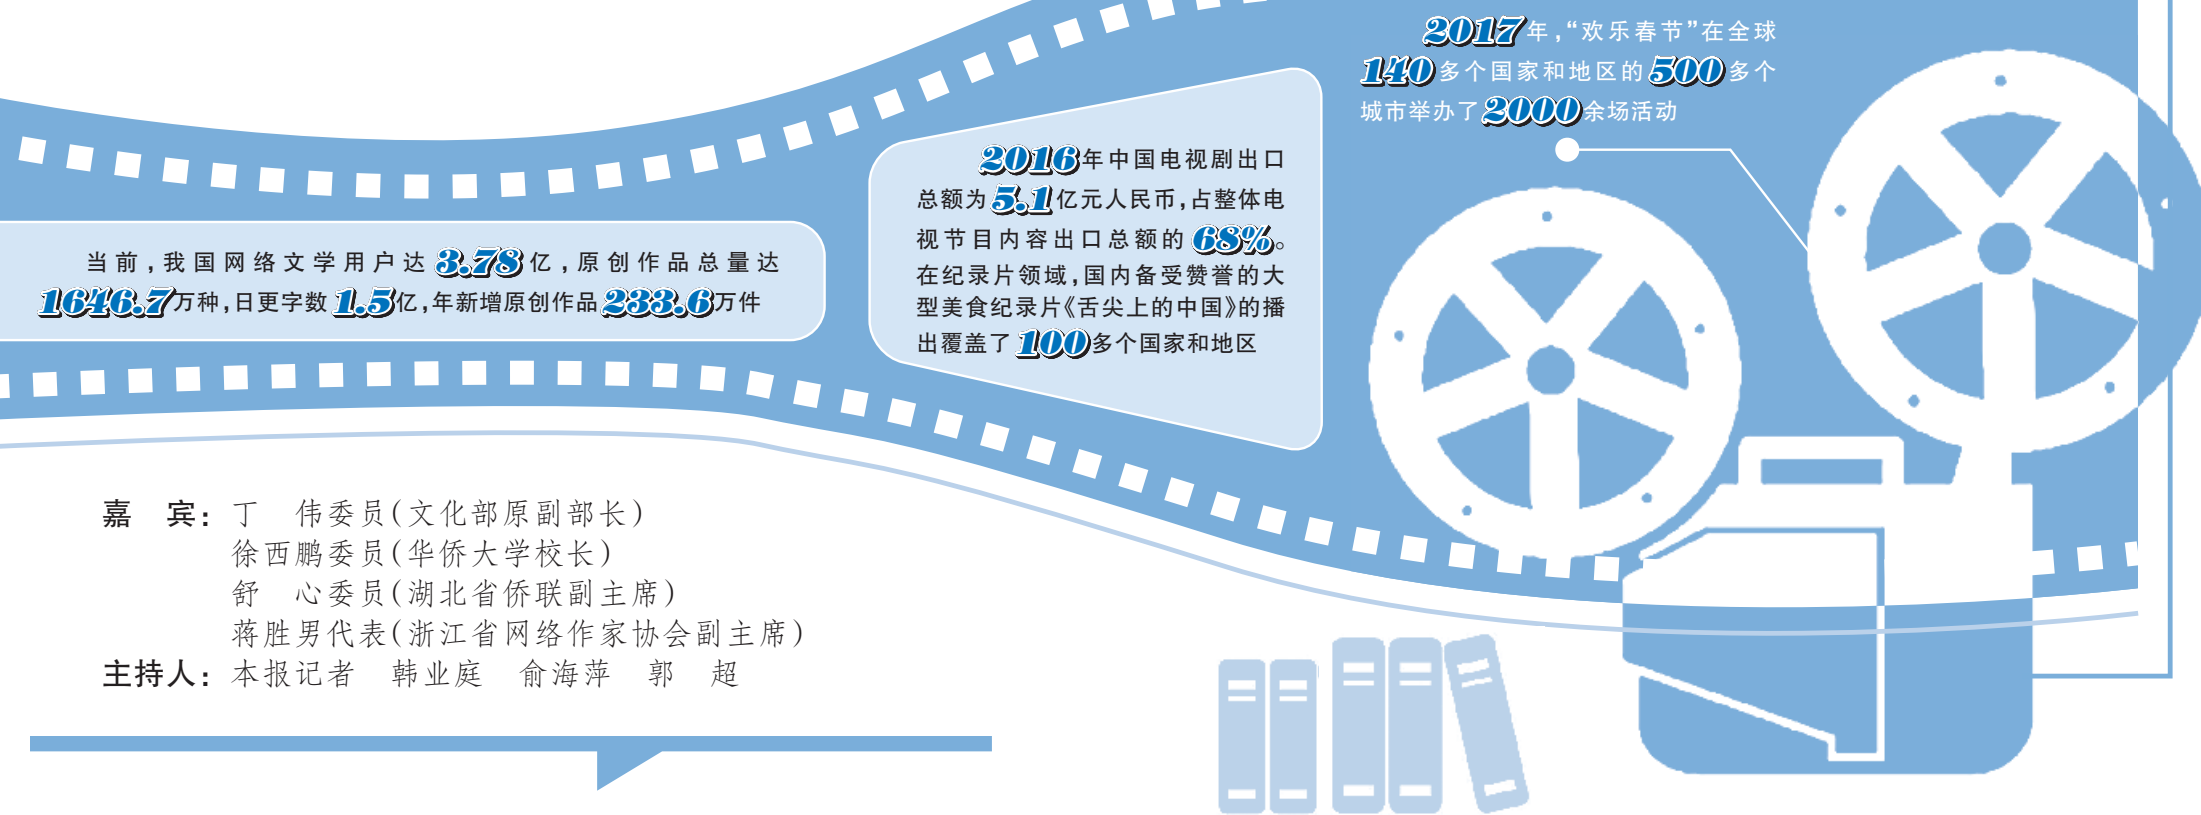 2017年,“欢乐春节”在全球
140多个国家和地区的500多个
城市举办了2000余场活动
2016年中国电视剧出口
总额为5.1亿元人民币,占整体电
视节目内容出口总额的68%。
在纪录片领域,国内备受赞誉的大
型美食纪录片《舌尖上的中国》的播
出覆盖了100多个国家和地区
当前,我国网络文学用户达3.78亿,原创作品总量达
1646.7万种,日更字数1.5亿,年新增原创作品233.6万件
嘉　宾:丁　伟委员(文化部原副部长)
徐西鹏委员(华侨大学校长)
舒　心委员(湖北省侨联副主席)
蒋胜男代表(浙江省网络作家协会副主席)
主持人:本报记者　韩业庭　俞海萍　郭　超